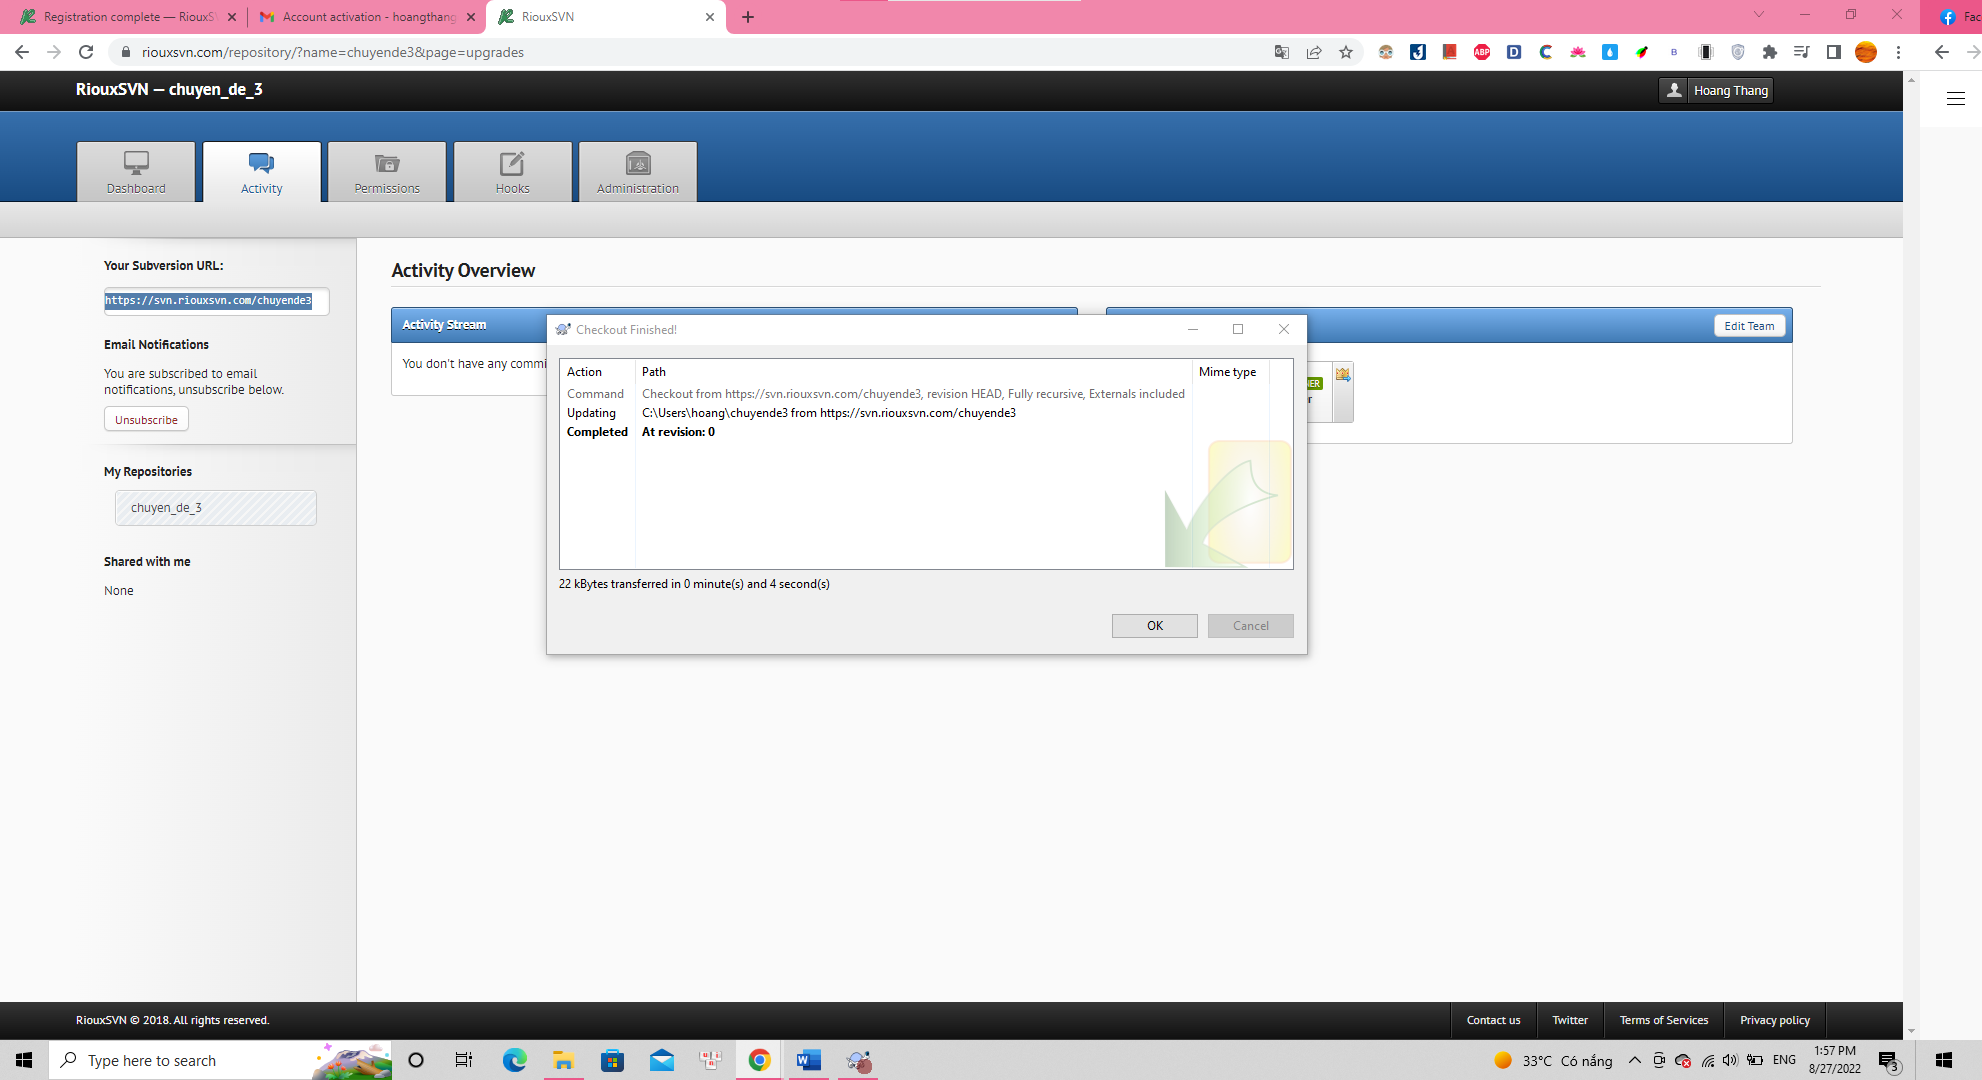 Registration complete — RiouxS
Account activation - hoangthang
RiouxSVN
Fac
riouxsvn.com/repository/?name=chuyende3&page=upgrades
RiouxSVN — chuyen_de_3
Hoang Thang
Dashboard
Activity
Permissions
Hooks
Administration
Your Subversion URL:
https://svn.riouxsvn.com/chuyende3
Email Notifications
You are subscribed to email
notifications, unsubscribe below.
Unsubscribe
My Repositories
chuyen_de_3
Shared with me
None
Activity Overview
Activity Stream
Edit Team
You don't have any commi
Checkout Finished!
Action Path Mime type
Command Checkout from https://svn.riouxsvn.com/chuyende3, revision HEAD, Fully recursive, Externals included
Updating C:\Users\hoang\chuyende3 from https://svn.riouxsvn.com/chuyende3
Completed At revision: 0
22 kBytes transferred in 0 minute(s) and 4 second(s)
OK
Cancel
RiouxSVN © 2018. All rights reserved.
Contact us
Twitter
Terms of Services
Privacy policy
Type here to search
33°C Có nắng
ENG
1:57 PM
8/27/2022
3